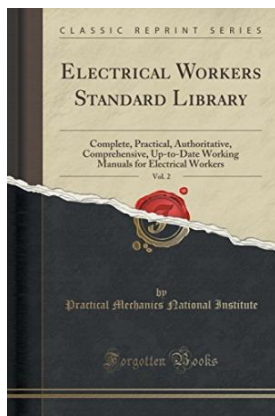 CLASSIC REPRINT SERIES
ELECTRICAL WORKERS
STANDARD LIBRARY
Complete, Practical, Authoritative,
Comprehensive, Up-to-Date Working
Manuals for Electrical Workers
Vol. 2
by
Practical Mechanics National Institute
Forgotten Books